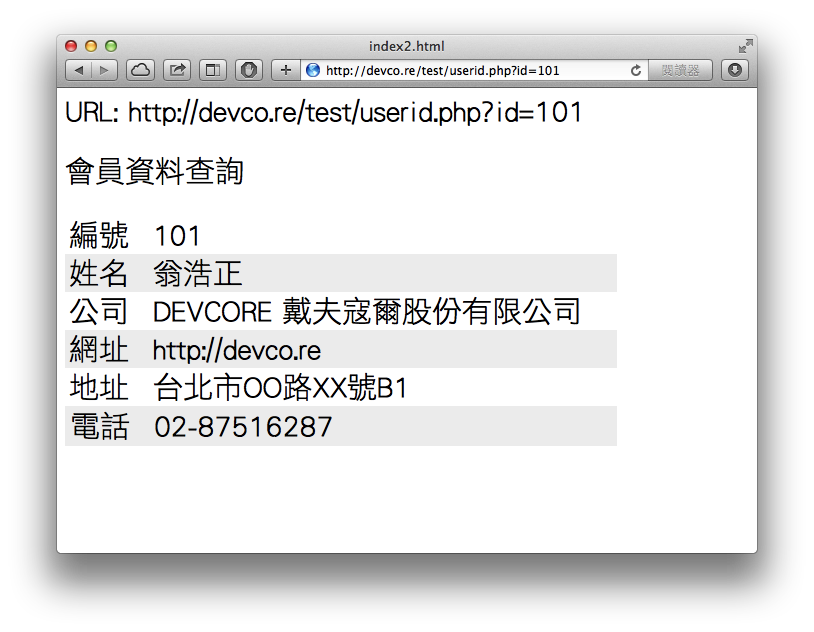 index2.html
http://devco.re/test/userid.php?id=101
閱讀器
URL: http://devco.re/test/userid.php?id=101
會員資料查詢
編號 101
姓名 翁浩正
公司 DEVCORE 戴夫寇爾股份有限公司
網址 http://devco.re
地址 台北市OO路XX號B1
電話 02-87516287